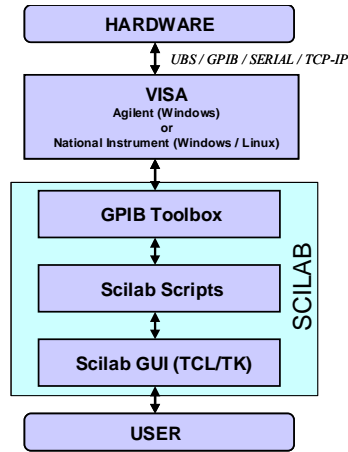 HARDWARE
UBS / GPIB / SERIAL / TCP-IP
VISA
Agilent (Windows)
or
National Instrument (Windows / Linux)
GPIB Toolbox
Scilab Scripts
Scilab GUI (TCL/TK)
SCILAB
USER